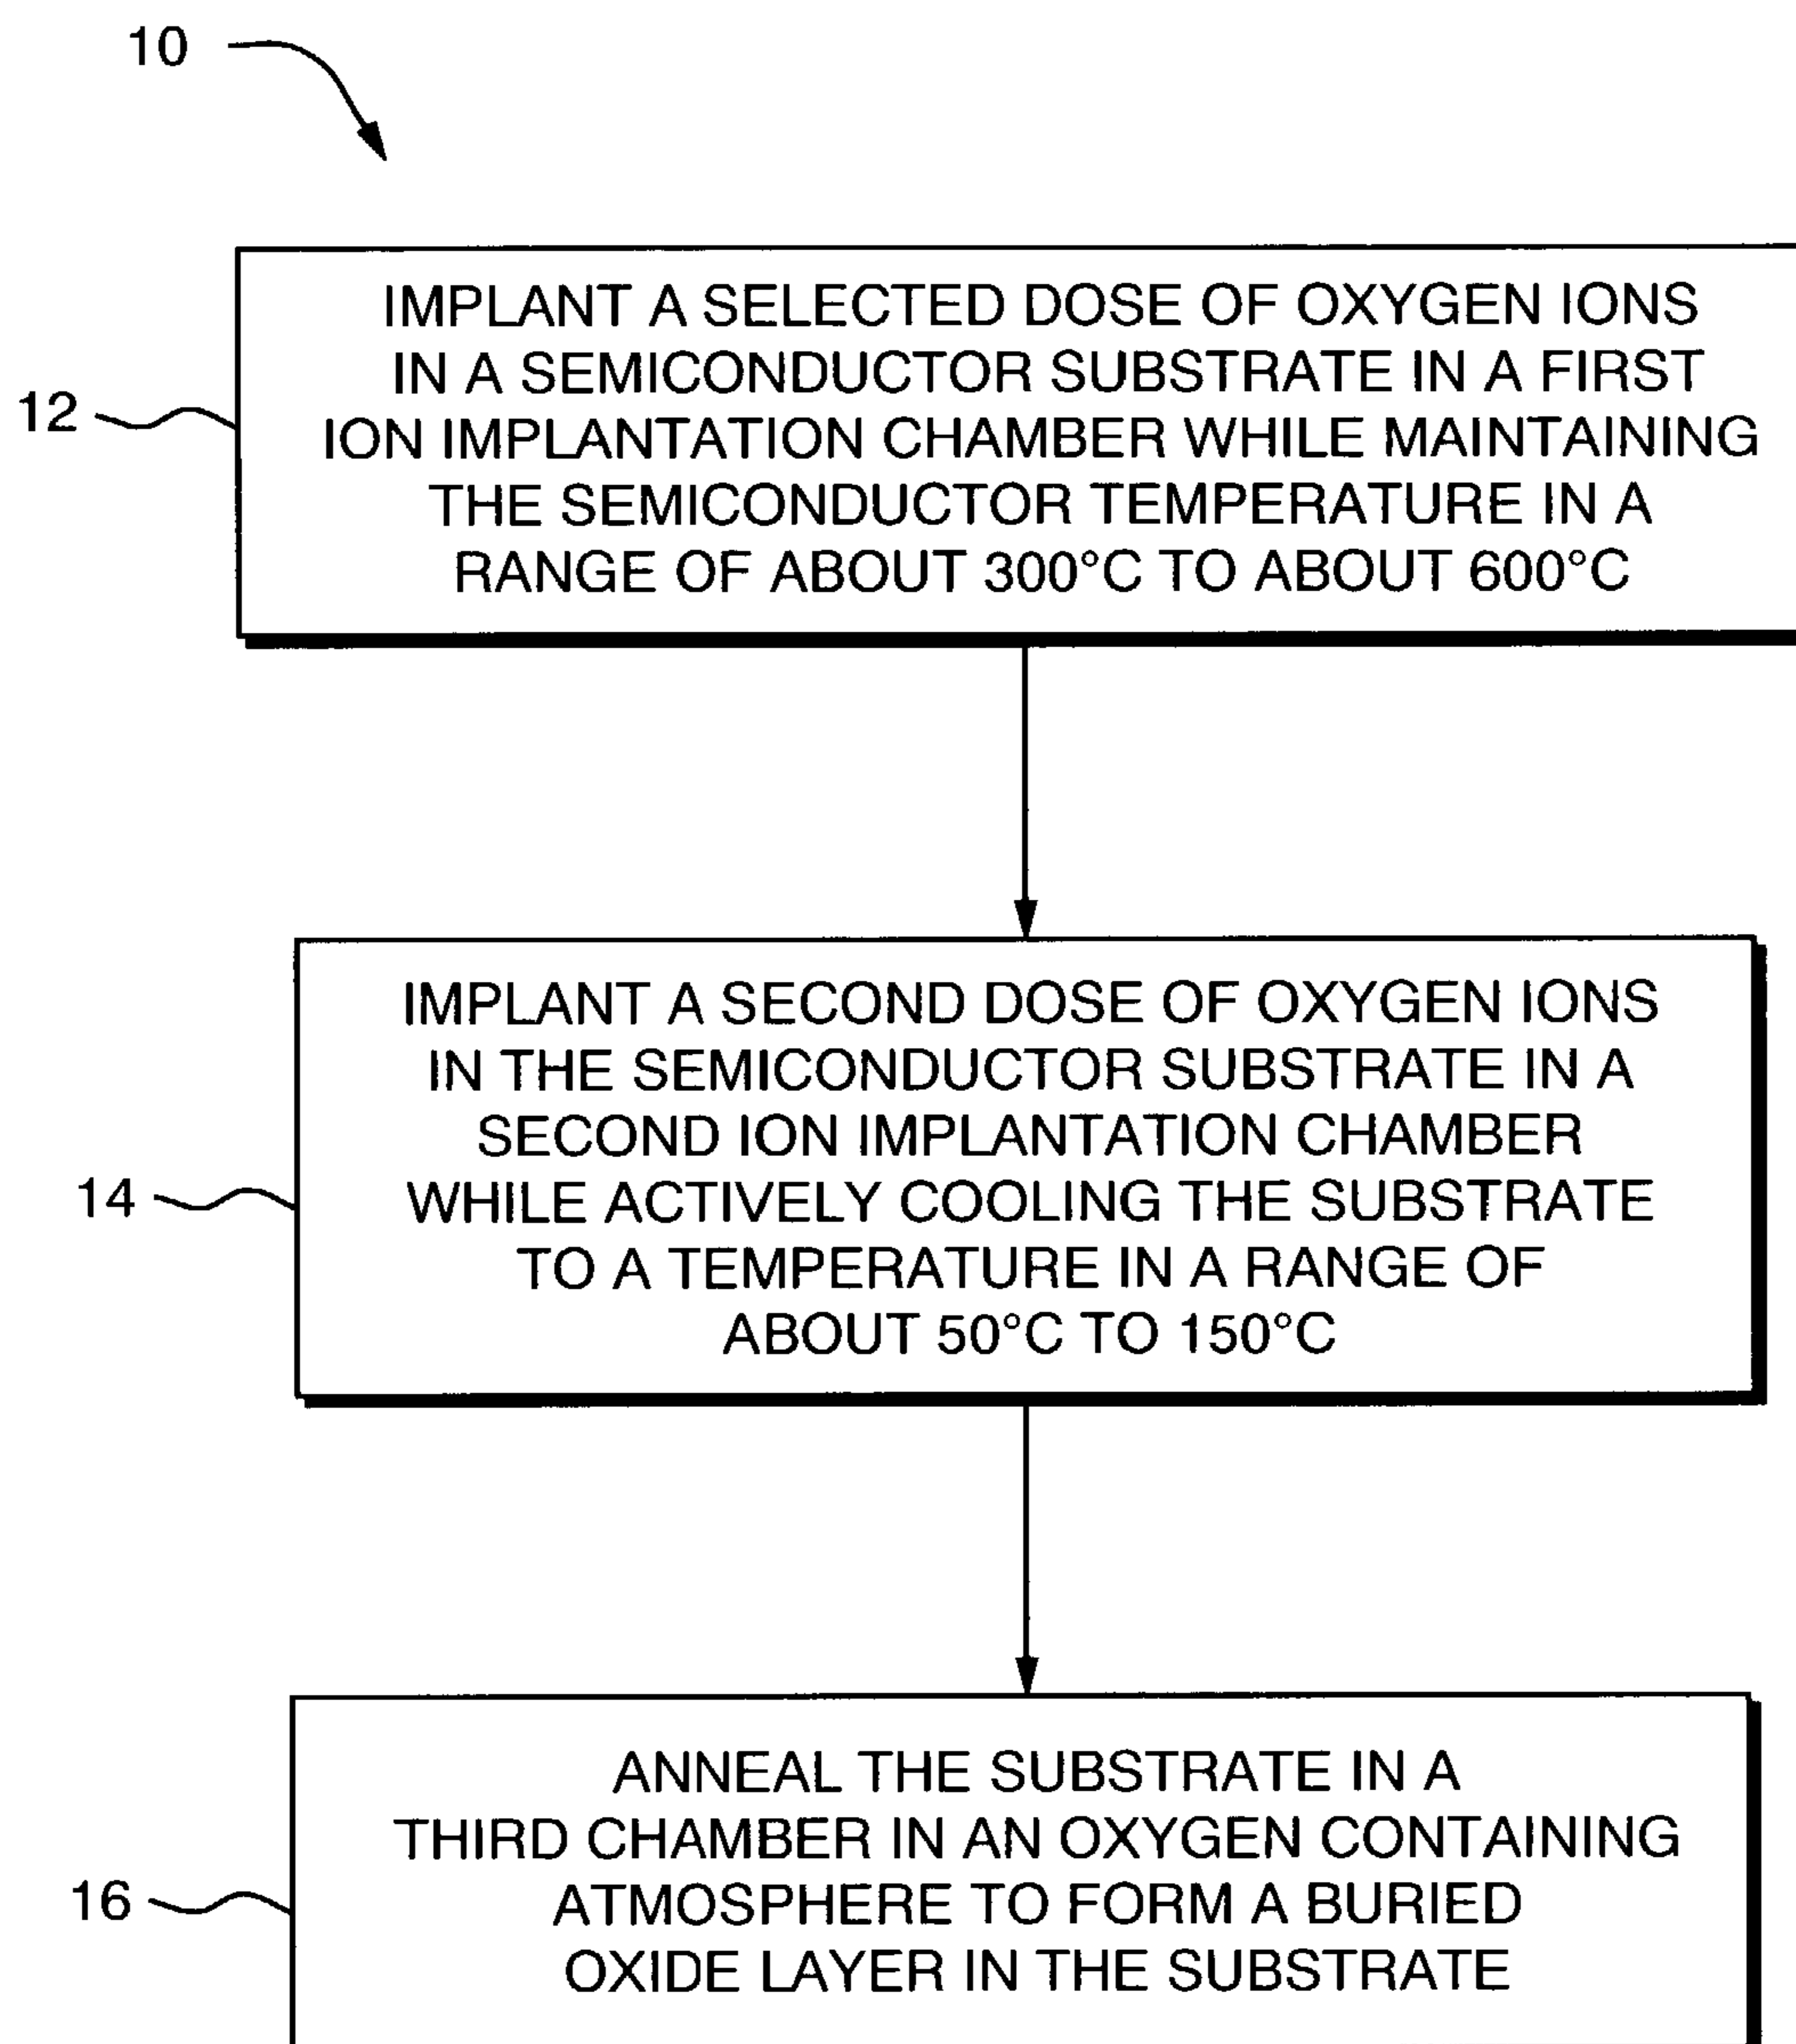 10
12
IMPLANT A SELECTED DOSE OF OXYGEN IONS
IN A SEMICONDUCTOR SUBSTRATE IN A FIRST
ION IMPLANTATION CHAMBER WHILE MAINTAINING
THE SEMICONDUCTOR TEMPERATURE IN A
RANGE OF ABOUT 300°C TO ABOUT 600°C
14
IMPLANT A SECOND DOSE OF OXYGEN IONS
IN THE SEMICONDUCTOR SUBSTRATE IN A
SECOND ION IMPLANTATION CHAMBER
WHILE ACTIVELY COOLING THE SUBSTRATE
TO A TEMPERATURE IN A RANGE OF
ABOUT 50°C TO 150°C
16
ANNEAL THE SUBSTRATE IN A
THIRD CHAMBER IN AN OXYGEN CONTAINING
ATMOSPHERE TO FORM A BURIED
OXIDE LAYER IN THE SUBSTRATE